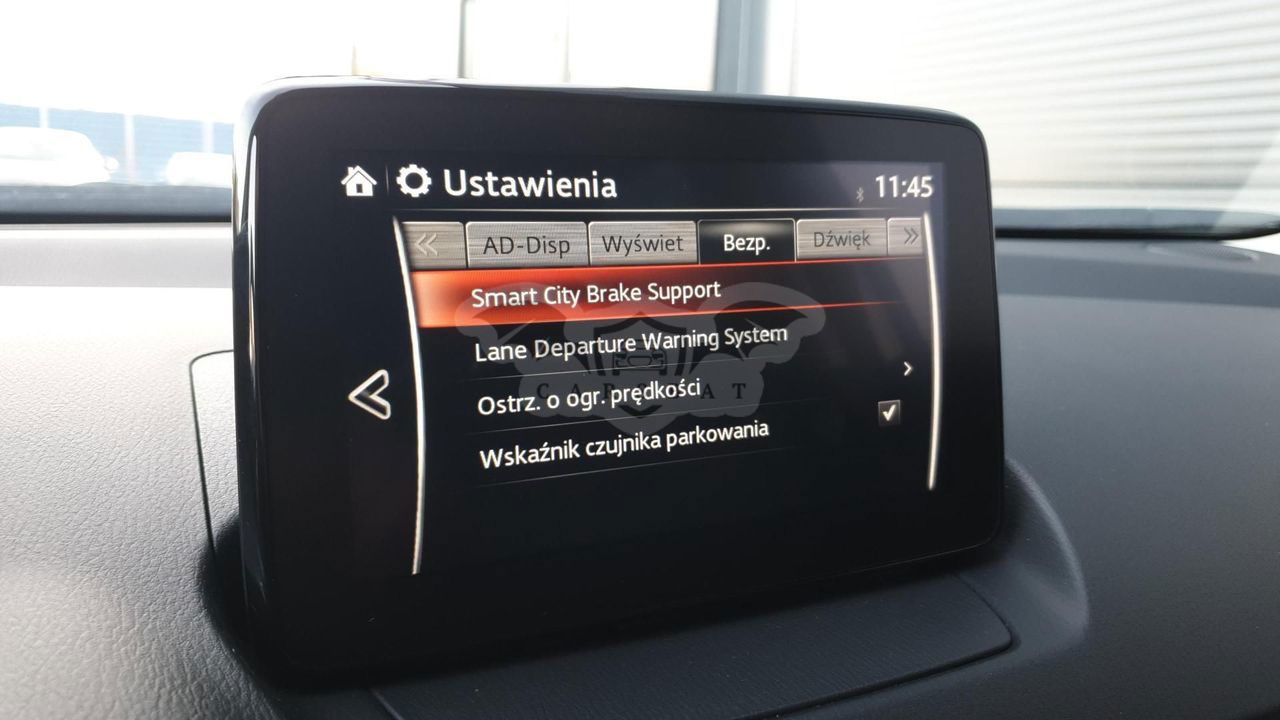 Ustawienia 11:45
AD-Disp Wyświet Bezp. Dźwięk
Smart City Brake Support
Lane Departure Warning System
Ostrz. o ogr. prędkości
Wskaźnik czujnika parkowania